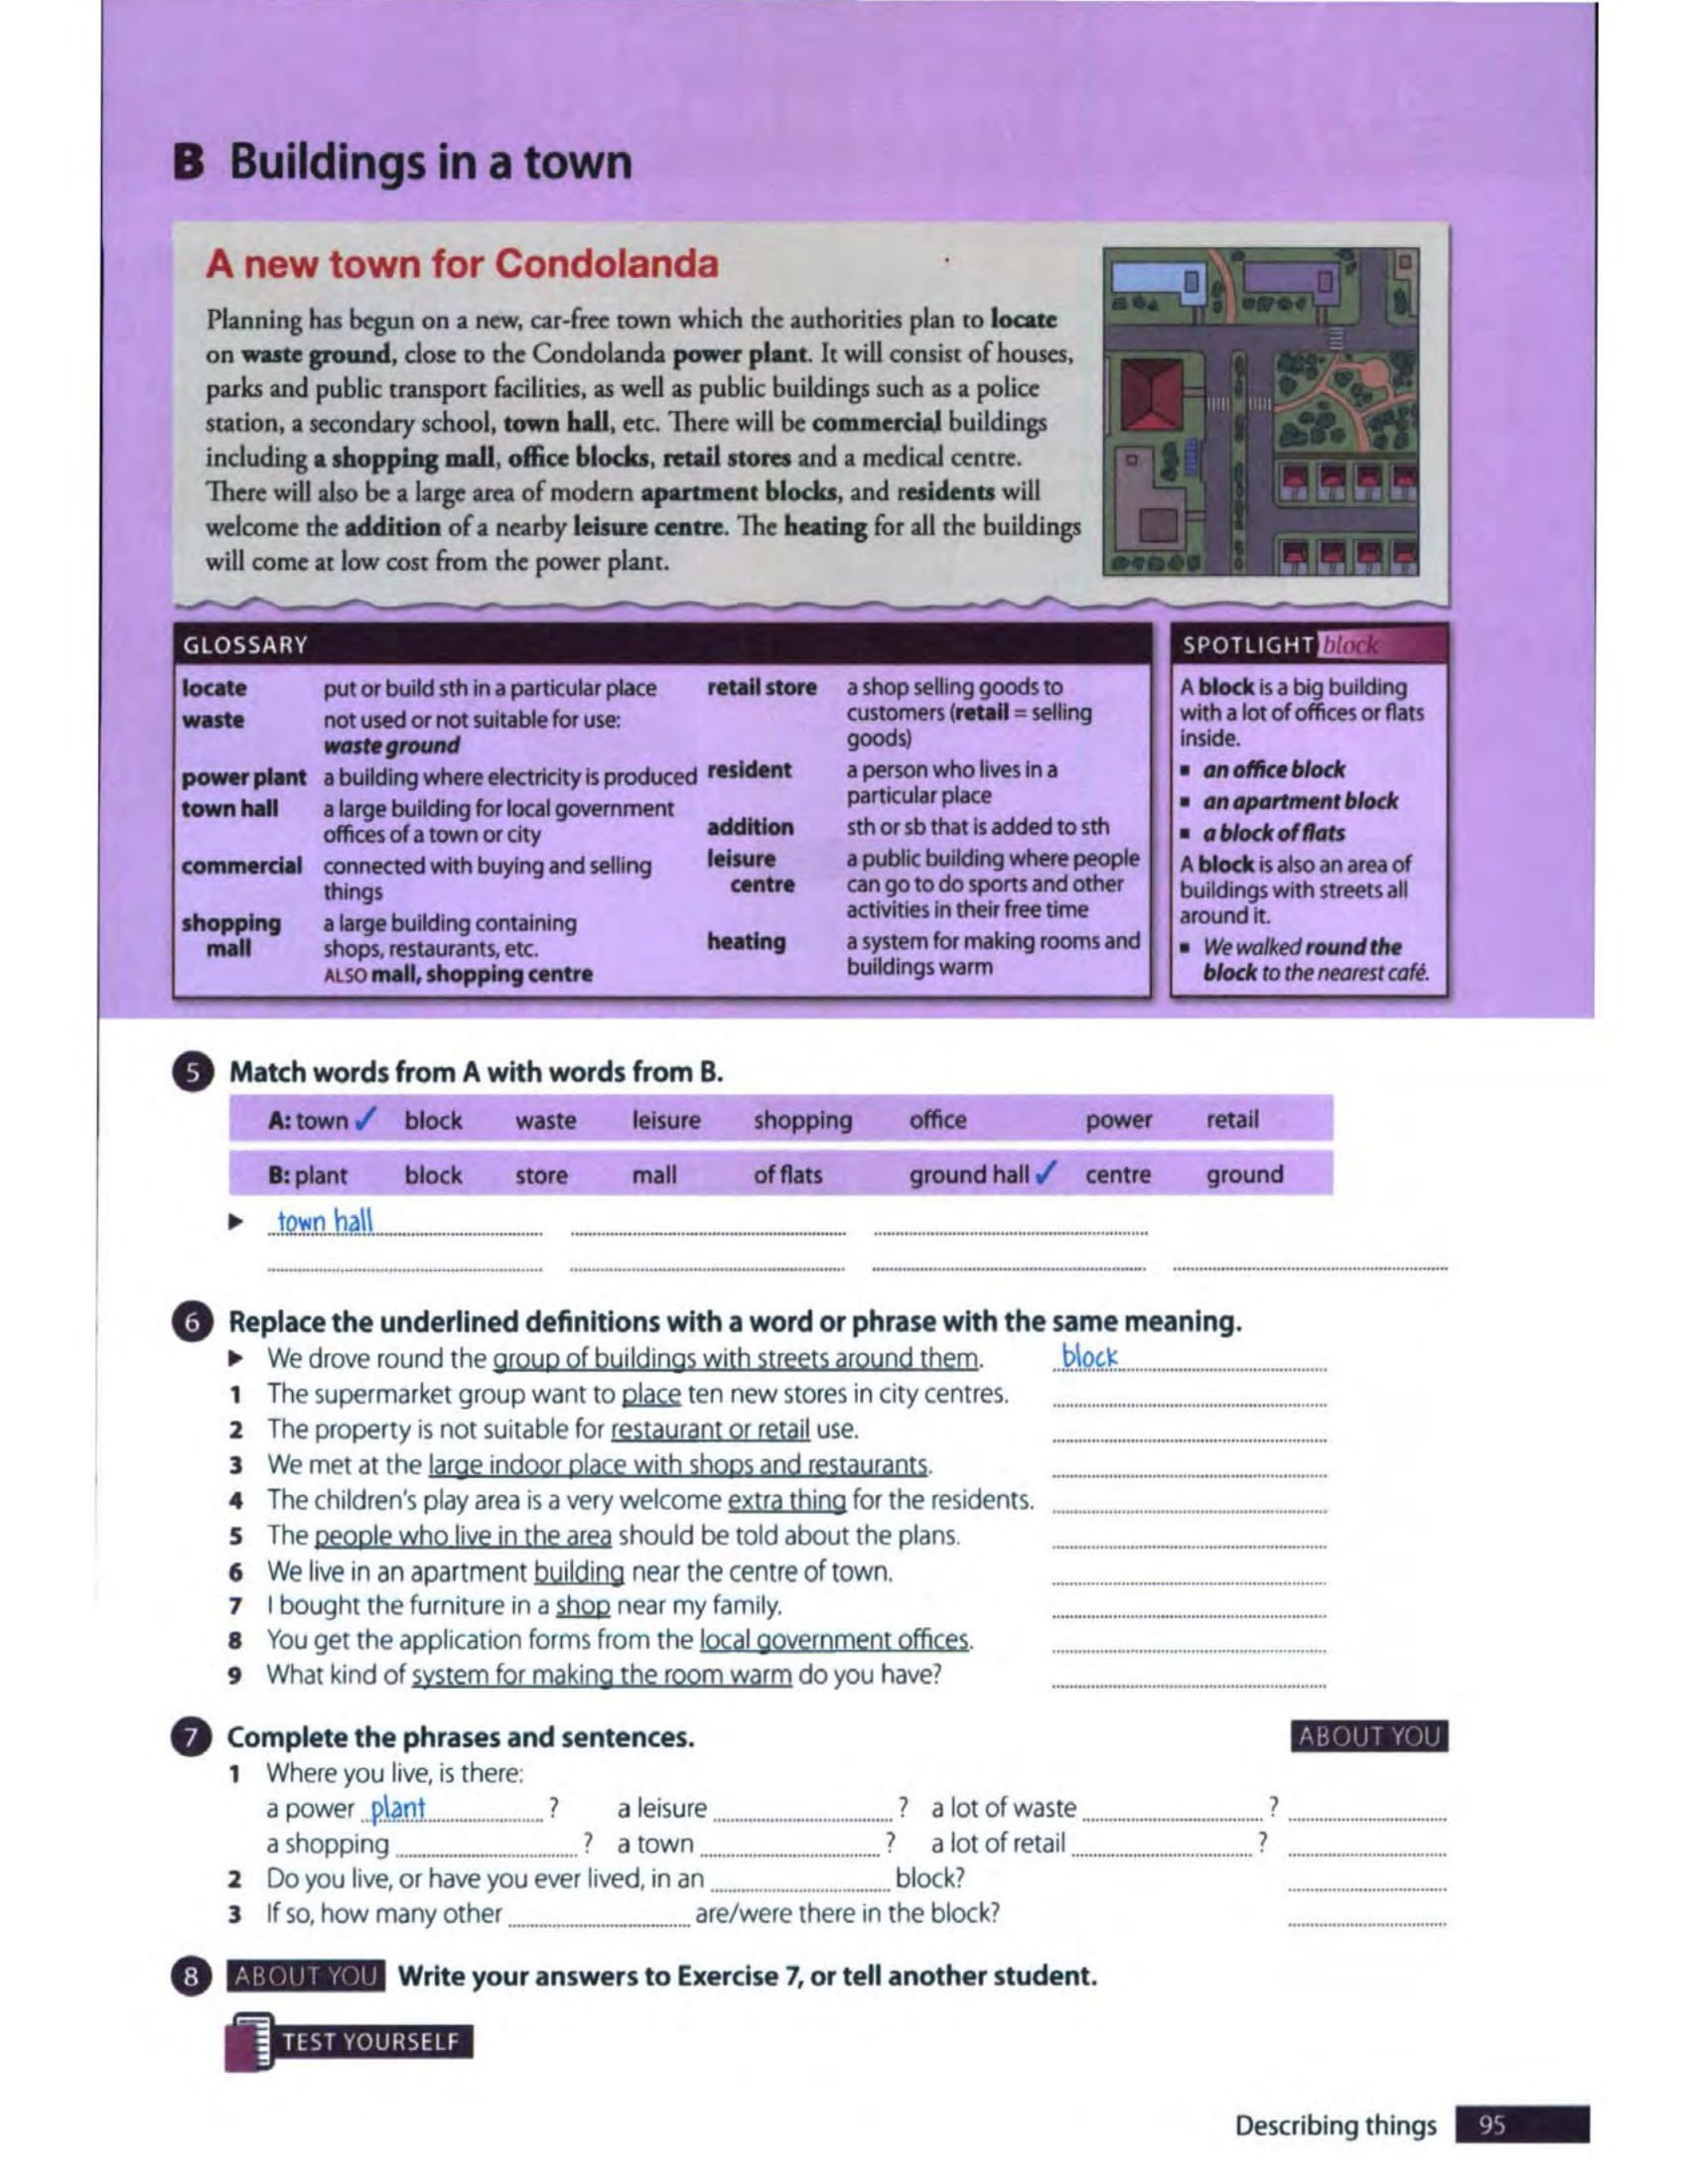 B Buildings in a town
A new town for Condolanda
Planning has begun on a new, car-free town which the authorities plan to locate
on waste ground, close to the Condolanda power plant. It will consist of houses,
parks and public transport facilities, as well as public buildings such as a police
station, a secondary school, town hall, etc. There will be commercial buildings
including a shopping mall, office blocks, retail stores and a medical centre.
There will also be a large area of modern apartment blocks, and residents will
welcome the addition of a nearby leisure centre. The heating for all the buildings
will come at low cost from the power plant.
GLOSSARY
locate put or build sth in a particular place
waste not used or not suitable for use:
waste ground
power plant a building where electricity is produced
town hall a large building for local government
offices of a town or city
commercial connected with buying and selling
things
shopping a large building containing
mall shops, restaurants, etc.
ALSO mall, shopping centre
retail store a shop selling goods to
customers (retail = selling
goods)
resident a person who lives in a
particular place
addition sth or sb that is added to sth
leisure a public building where people
centre can go to do sports and other
activities in their free time
heating a system for making rooms and
buildings warm
SPOTLIGHT block
A block is a big building
with a lot of offices or flats
inside.
▪ an office block
▪ an apartment block
▪ a block of flats
A block is also an area of
buildings with streets all
around it.
▪ We walked round the
block to the nearest café.
5 Match words from A with words from B.
A: town ✓ block waste leisure shopping office power retail
B: plant block store mall of flats ground hall ✓ centre ground
► town hall
6 Replace the underlined definitions with a word or phrase with the same meaning.
► We drove round the group of buildings with streets around them. block
1 The supermarket group want to place ten new stores in city centres.
2 The property is not suitable for restaurant or retail use.
3 We met at the large indoor place with shops and restaurants.
4 The children's play area is a very welcome extra thing for the residents.
5 The people who live in the area should be told about the plans.
6 We live in an apartment building near the centre of town.
7 I bought the furniture in a shop near my family.
8 You get the application forms from the local government offices.
9 What kind of system for making the room warm do you have?
7 Complete the phrases and sentences. ABOUT YOU
1 Where you live, is there:
a power plant ? a leisure ? a lot of waste ?
a shopping ? a town ? a lot of retail ?
2 Do you live, or have you ever lived, in an block?
3 If so, how many other are/were there in the block?
8 ABOUT YOU Write your answers to Exercise 7, or tell another student.
TEST YOURSELF
Describing things 95